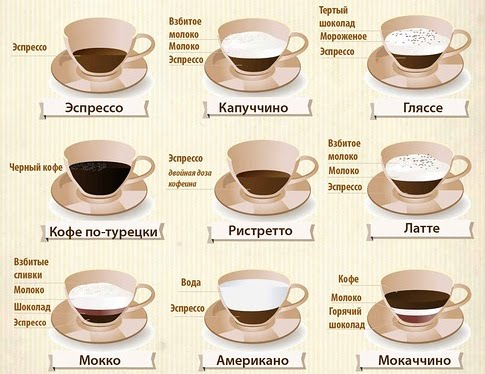 Эспрессо
Эспрессо
Взбитое
молоко
Молоко
Эспрессо
Капуччино
Тертый
шоколад
Мороженое
Эспрессо
Гляссе
Черный кофе
Кофе по-турецки
Эспрессо
двойная доза
кофеина
Ристретто
Взбитое
молоко
Молоко
Эспрессо
Латте
Взбитые
сливки
Молоко
Шоколад
Эспрессо
Мокко
Вода
Эспрессо
Американо
Кофе
Молоко
Горячий
шоколад
Мокаччино